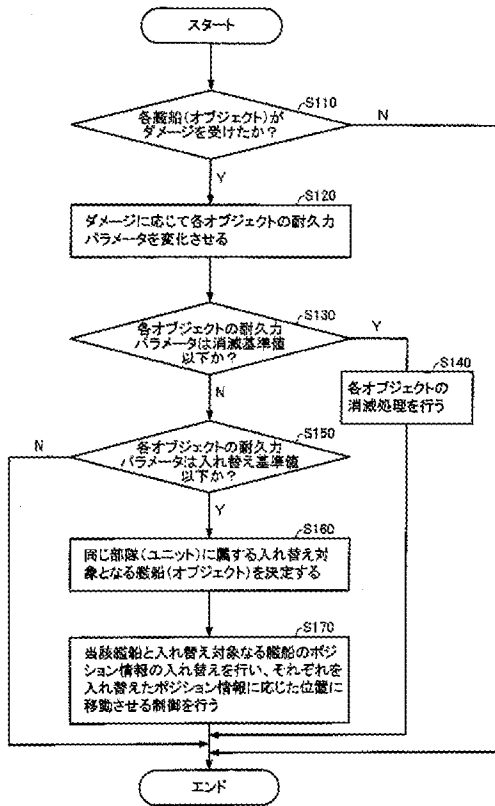 スタート
S110
各艦船(オブジェクト)が
ダメージを受けたか?
N
Y
S120
ダメージに応じて各オブジェクトの耐久力
パラメータを変化させる
S130
各オブジェクトの耐久力
パラメータは消滅基準値
以下か?
Y
N
S140
各オブジェクトの
消滅処理を行う
S150
各オブジェクトの耐久力
パラメータは入れ替え基準値
以下か?
N
Y
S160
同じ部隊(ユニット)に属する入れ替え対
象となる艦船(オブジェクト)を決定する
S170
当該艦船と入れ替え対象なる艦船のポジ
ション情報の入れ替えを行い、それぞれを
入れ替えたポジション情報に応じた位置に
移動させる制御を行う
エンド